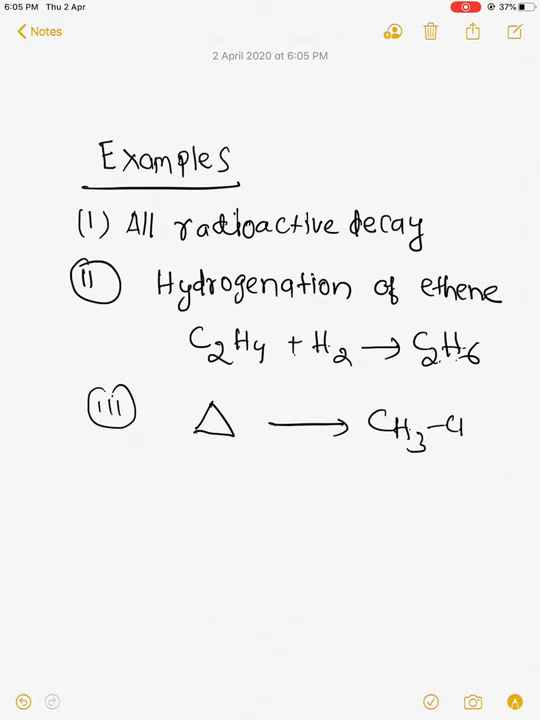 6:05 PM Thu 2 Apr 37%
Notes
2 April 2020 at 6:05 PM
Examples
(1) All radioactive decay
(ii) Hydrogenation of ethene
C₂H₄ + H₂ → C₂H₆
(iii) △ → CH₃-C